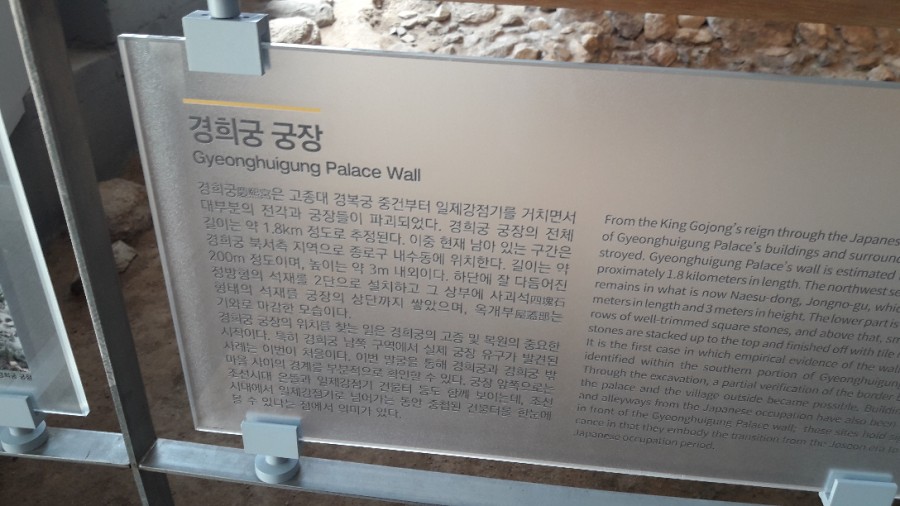 경희궁 궁장
Gyeonghuigung Palace Wall
경희궁慶熙宮은 고종대 경복궁 중건부터 일제강점기를 거치면서
대부분의 전각과 궁장들이 파괴되었다. 경희궁 궁장의 전체
길이는 약 1.8km 정도로 추정된다. 이중 현재 남아 있는 구간은
경희궁 북서측 지역으로 종로구 내수동에 위치한다. 길이는 약
200m 정도이며, 높이는 약 3m 내외이다. 하단에 잘 다듬어진
정방형의 석재를 2단으로 설치하고 그 상부에 사괴석四塊石
형태의 석재를 궁장의 상단까지 쌓았으며, 옥개부屋蓋部는
기와로 마감한 모습이다.
경희궁 궁장의 위치를 찾는 일은 경희궁의 고증 및 복원의 중요한
시작이다. 특히 경희궁 남쪽 구역에서 실제 궁장 유구가 발견된
사례는 이번이 처음이다. 이번 발굴을 통해 경희궁과 경희궁 밖
마을 사이의 경계를 부분적으로 확인할 수 있다. 궁장 앞쪽으로는
조선시대 온돌과 일제강점기 건물터 등도 함께 보이는데, 조선
시대에서 일제강점기로 넘어가는 동안 중첩된 건물터를 한눈에
볼 수 있다는 점에서 의미가 있다.
From the King Gojong's reign through the Japanes
of Gyeonghuigung Palace's buildings and surroun
stroyed. Gyeonghuigung Palace's wall is estimated
proximately 1.8 kilometers in length. The northwest se
remains in what is now Naesu-dong, Jongno-gu, whic
meters in length and 3 meters in height. The lower part is
rows of well-trimmed square stones, and above that, sm
stones are stacked up to the top and finished off with tile
It is the first case in which empirical evidence of the wall
identified within the southern portion of Gyeonghuigung
Through the excavation, a partial verification of the border b
the palace and the village outside became possible. Buildin
and alleyways from the Japanese occupation have also been
in front of the Gyeonghuigung Palace wall; these sites hold si
rance in that they embody the transition from the Joseon era to
Japanese occupation period.